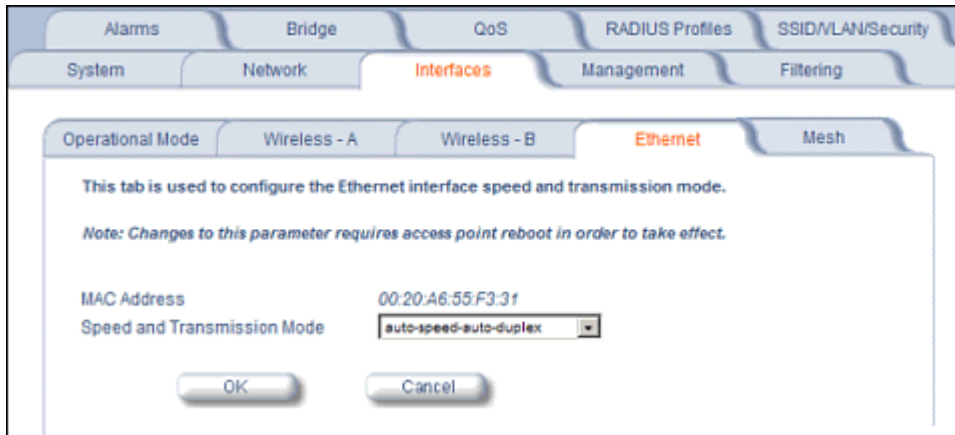 Alarms Bridge QoS RADIUS Profiles SSID/VLAN/Security
System Network Interfaces Management Filtering
Operational Mode Wireless - A Wireless - B Ethernet Mesh
This tab is used to configure the Ethernet interface speed and transmission mode.
Note: Changes to this parameter requires access point reboot in order to take effect.
MAC Address 00:20:A6:55:F3:31
Speed and Transmission Mode auto-speed-auto-duplex
OK Cancel